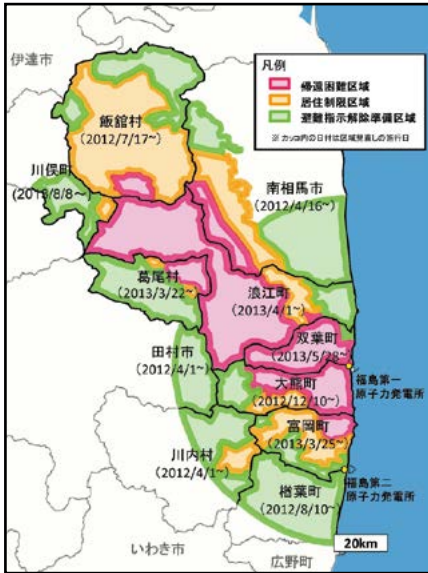 伊達市
凡例
帰還困難区域
居住制限区域
避難指示解除準備区域
※ カッコ内の日付は区域見直しの施行日
飯舘村
(2012/7/17~)
川俣町
(2013/8/8~)
南相馬市
(2012/4/16~)
葛尾村
(2013/3/22~)
浪江町
(2013/4/1~)
双葉町
(2013/5/28~)
田村市
(2012/4/1~)
大熊町
(2012/12/10~)
福島第一
原子力発電所
富岡町
(2013/3/25~)
川内村
(2012/4/1~)
福島第二
原子力発電所
楢葉町
(2012/8/10~)
20km
いわき市
広野町